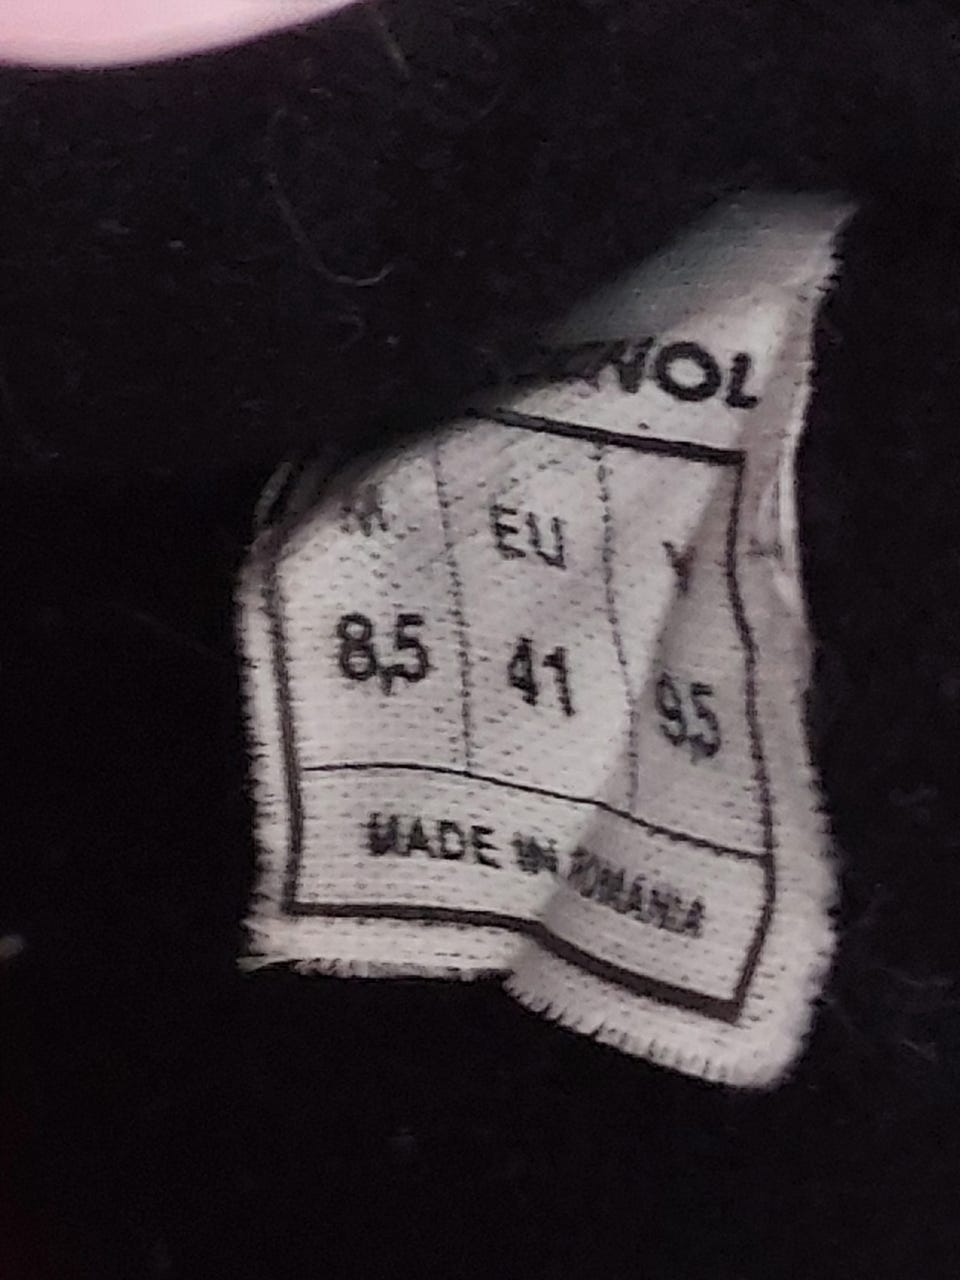 NOL
M EU
8,5 41 9,5
MADE IN ROMANIA